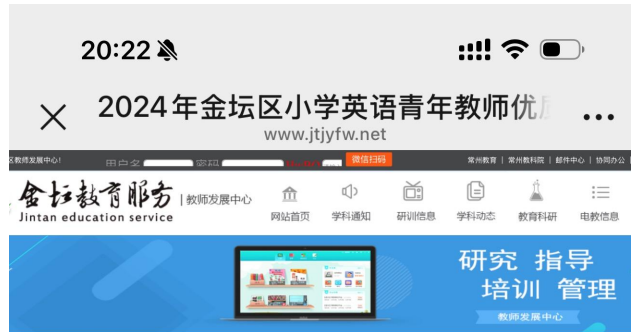 20:22
2024年金坛区小学英语青年教师优
www.jtjyfw.net
区教师发展中心! 用户名 密码 微信扫码 常州教育 | 常州教科院 | 邮件中心 | 协同办公
金坛教育服务 | 教师发展中心
Jintan education service
网站首页 学科通知 研训信息 学科动态 教育科研 电教信息
研究 指导
培训 管理
教师发展中心